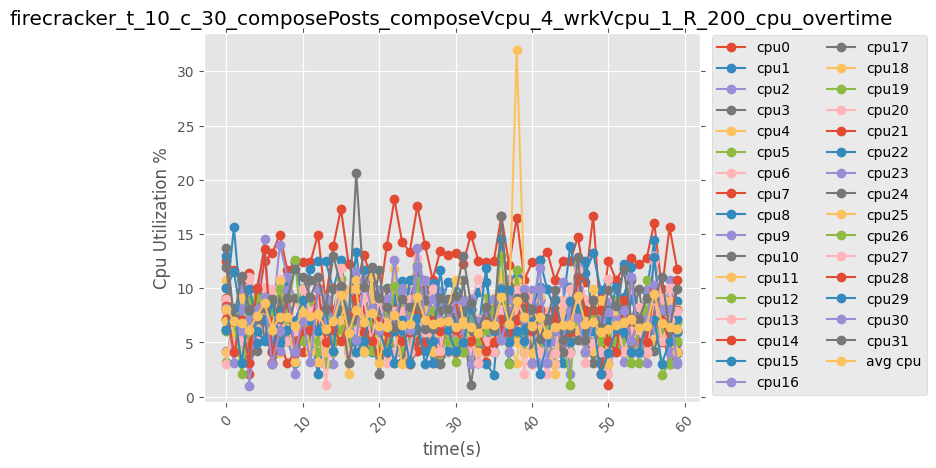 firecracker_t_10_c_30_composePosts_composeVcpu_4_wrkVcpu_1_R_200_cpu_overtime
Cpu Utilization %
30
25
20
15
10
5
0
0
10
20
30
40
50
60
time(s)
cpu0
cpu1
cpu2
cpu3
cpu4
cpu5
cpu6
cpu7
cpu8
cpu9
cpu10
cpu11
cpu12
cpu13
cpu14
cpu15
cpu16
cpu17
cpu18
cpu19
cpu20
cpu21
cpu22
cpu23
cpu24
cpu25
cpu26
cpu27
cpu28
cpu29
cpu30
cpu31
avg cpu